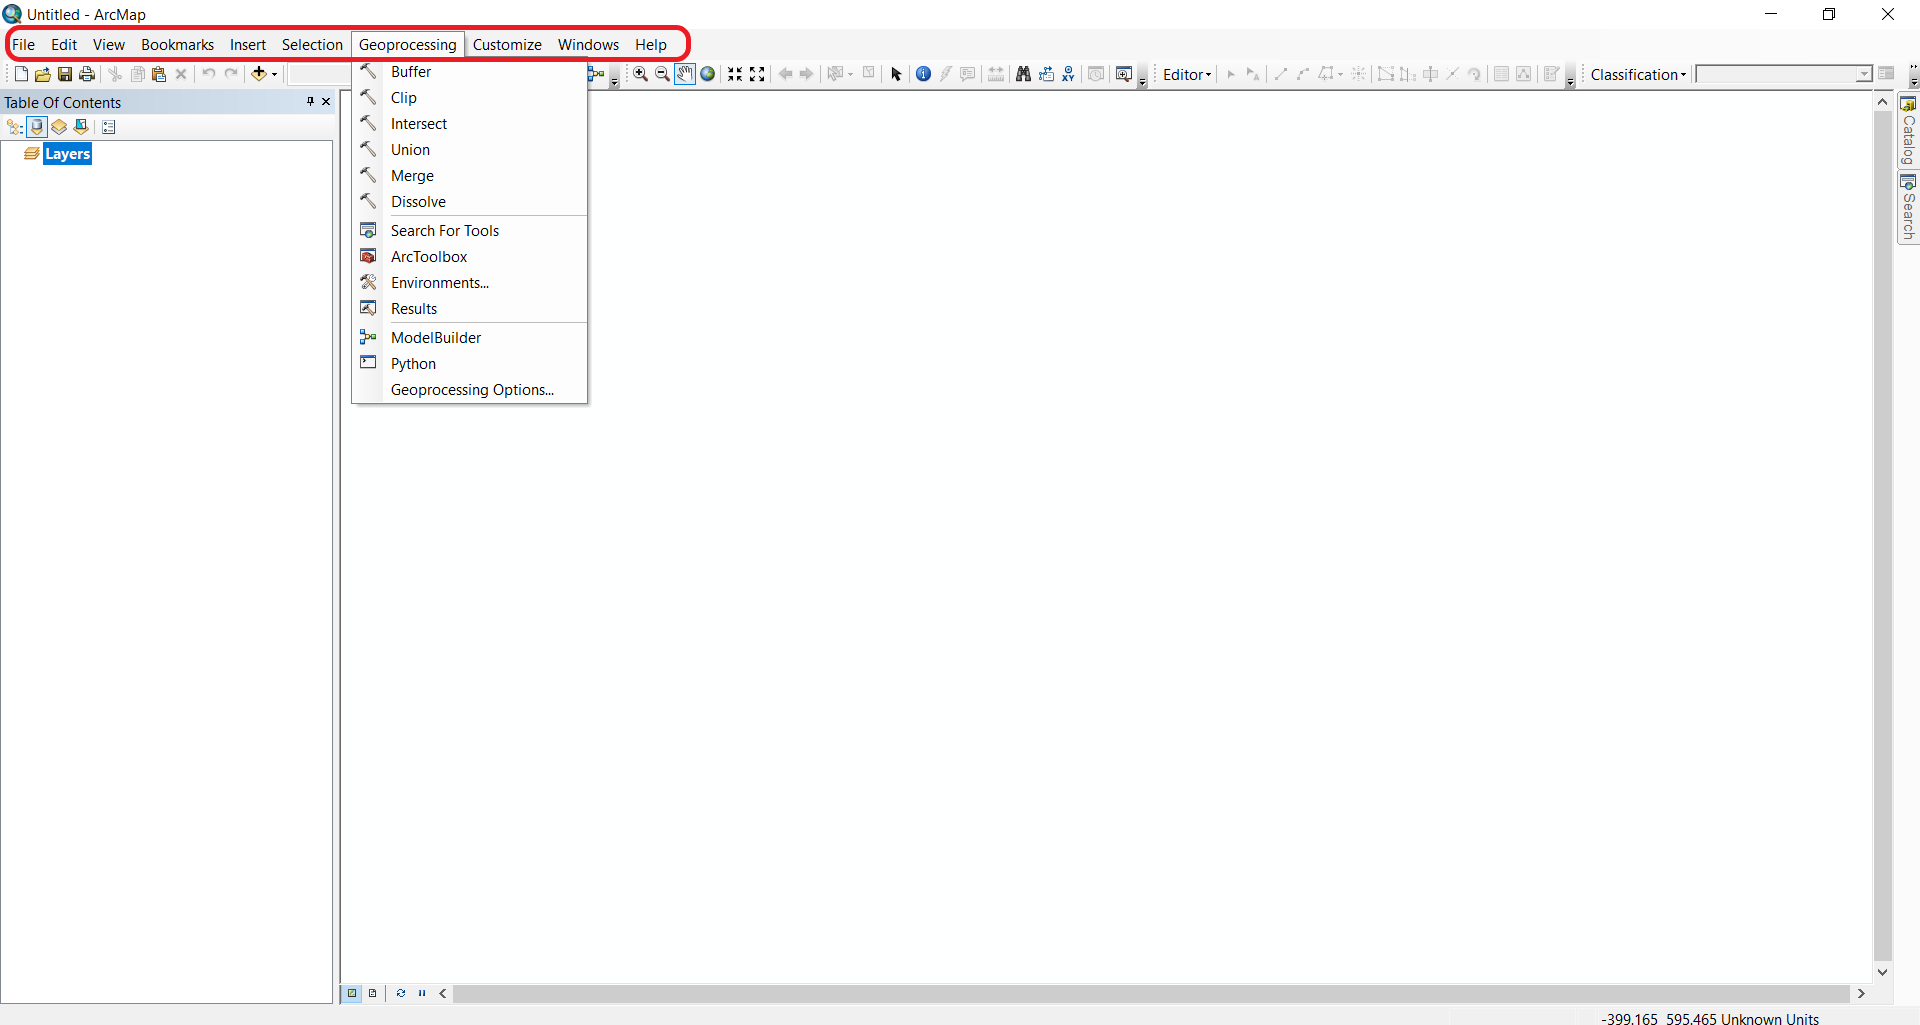 Untitled - ArcMap
File Edit View Bookmarks Insert Selection Geoprocessing Customize Windows Help
Editor Classification
Table Of Contents
Layers
Buffer
Clip
Intersect
Union
Merge
Dissolve
Search For Tools
ArcToolbox
Environments...
Results
ModelBuilder
Python
Geoprocessing Options...
Catalog
Search
-399.165 595.465 Unknown Units